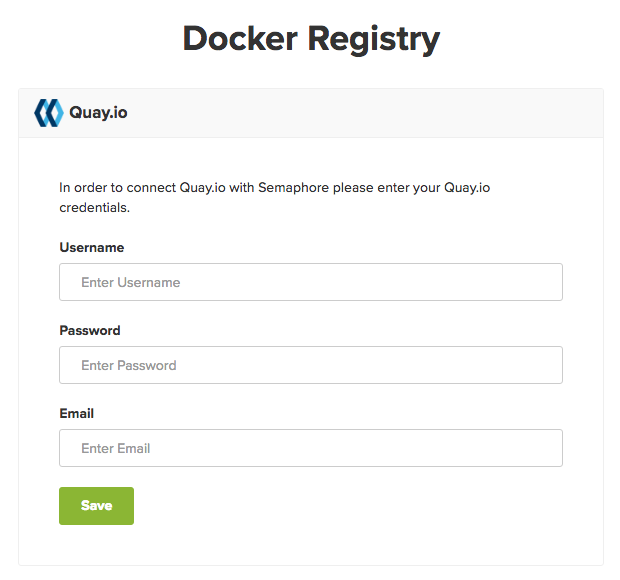 Docker Registry
Quay.io
In order to connect Quay.io with Semaphore please enter your Quay.io
credentials.
Username
Enter Username
Password
Enter Password
Email
Enter Email
Save